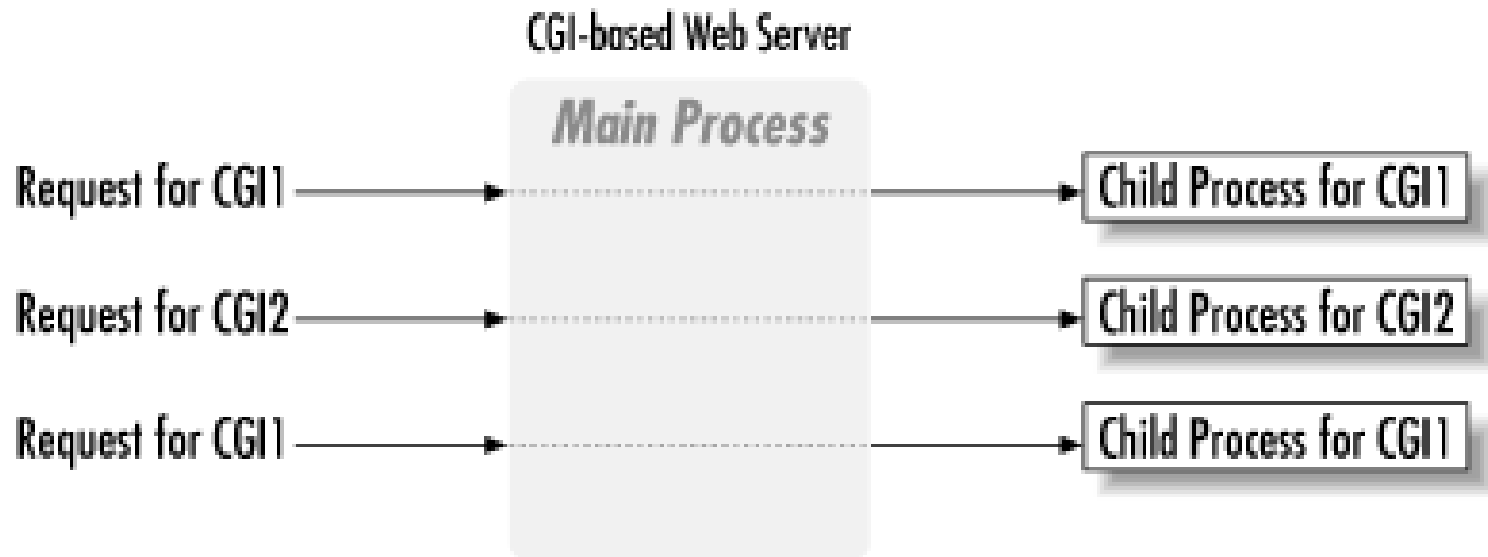 CGI-based Web Server
Main Process
Request for CGI1
Child Process for CGI1
Request for CGI2
Child Process for CGI2
Request for CGI1
Child Process for CGI1